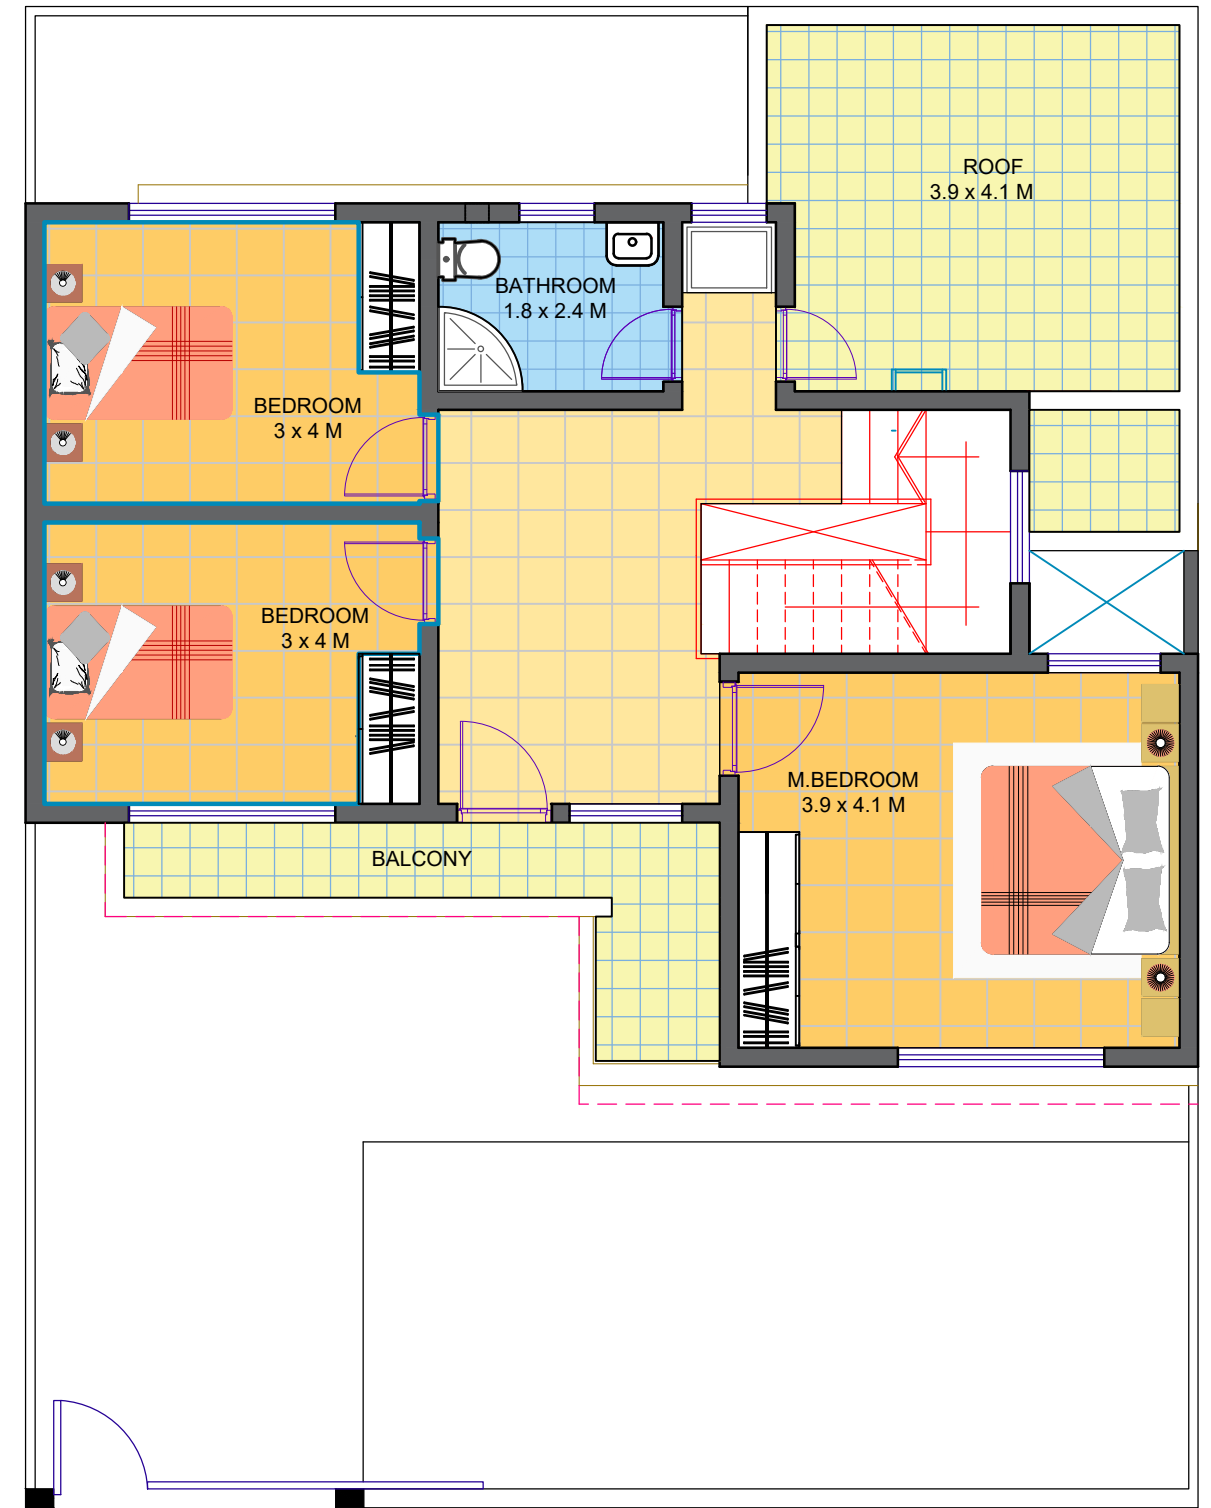 ROOF
3.9 x 4.1 M
BATHROOM
1.8 x 2.4 M
BEDROOM
3 x 4 M
BEDROOM
3 x 4 M
M.BEDROOM
3.9 x 4.1 M
BALCONY